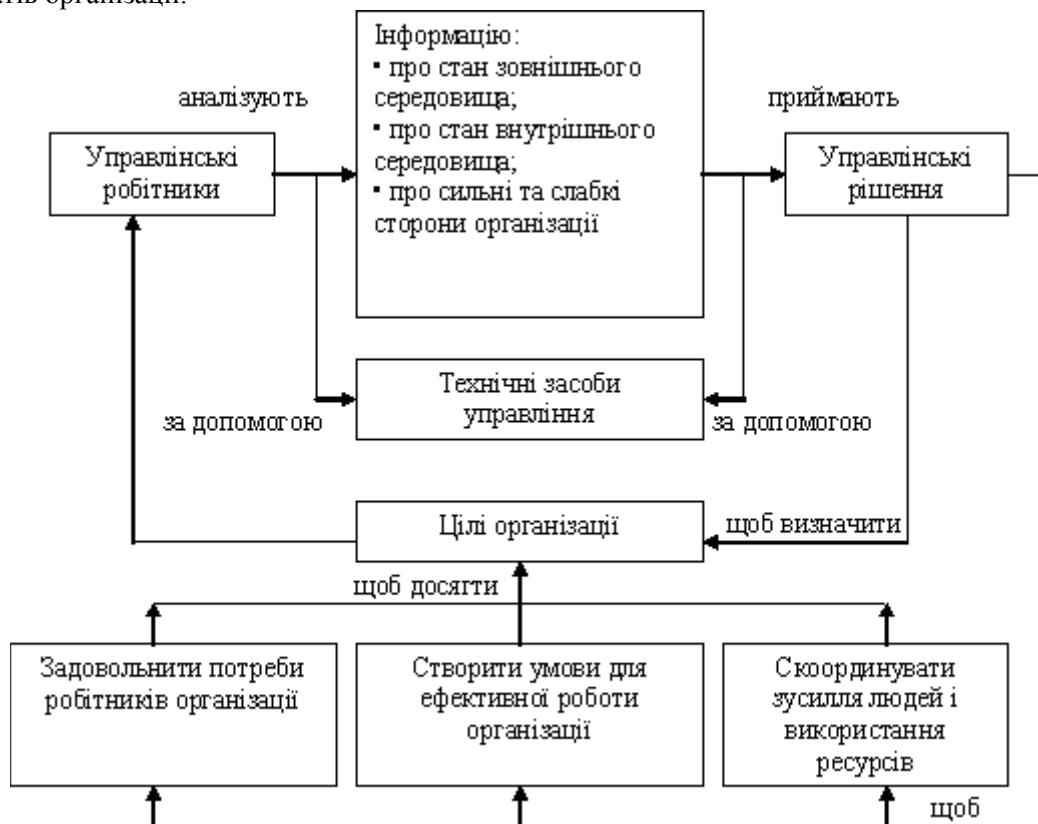 організації.
Інформацію:
▪ про стан зовнішнього
середовища;
▪ про стан внутрішнього
середовища;
▪ про сильні та слабкі
сторони організації
аналізують
приймають
Управлінські
робітники
Управлінські
рішення
Технічні засоби
управління
за допомогою
за допомогою
Цілі організації
щоб визначити
щоб досягти
Задовольнити потреби
робітників організації
Створити умови для
ефективної роботи
організації
Скоординувати
зусилля людей і
використання
ресурсів
щоб